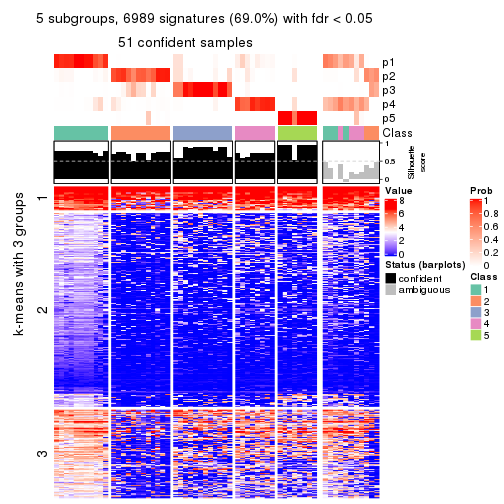 5 subgroups, 6989 signatures (69.0%) with fdr < 0.05
51 confident samples
p1
p2
p3
p4
p5
Class
1
0.5
0
Silhouette
score
k-means with 3 groups
1
2
3
Value
8
6
4
2
0
Status (barplots)
confident
ambiguous
Prob
1
0.8
0.6
0.4
0.2
0
Class
1
2
3
4
5